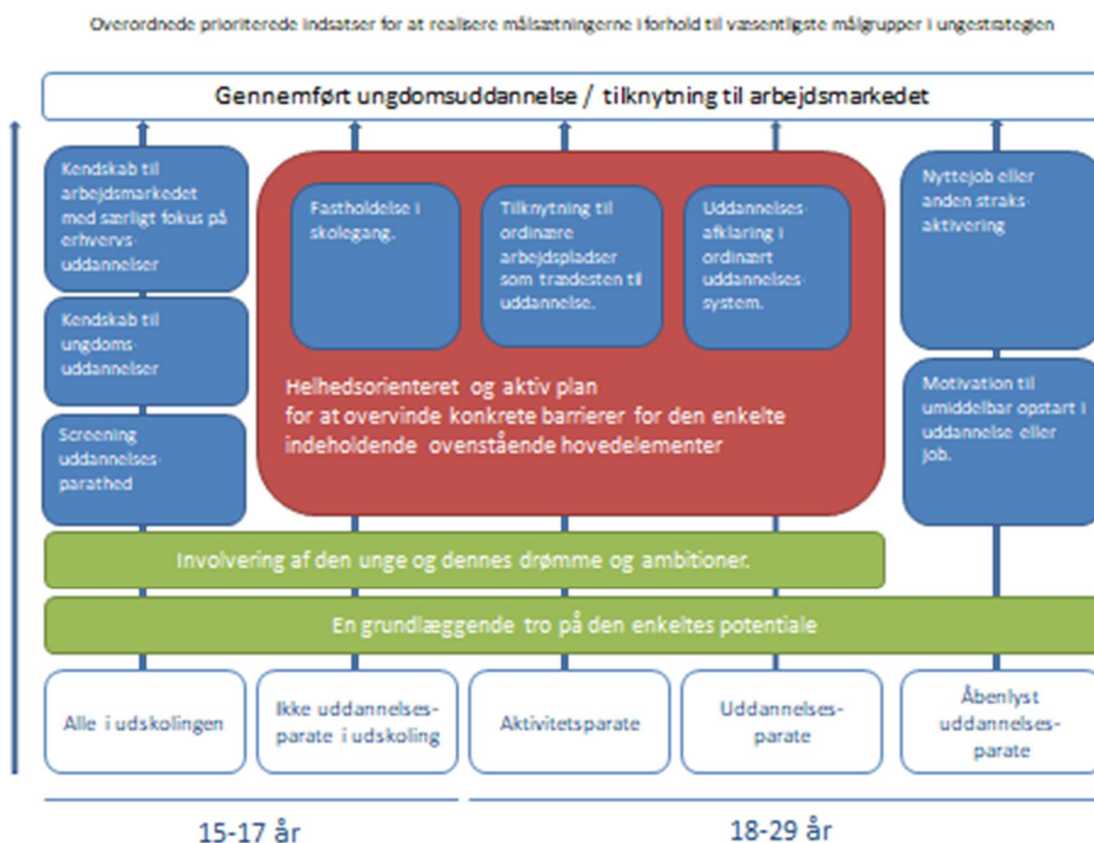 Overordnede prioriterede indsatser for at realisere målsætningerne i forhold til væsentligste målgrupper i ungestrategien
Gennemført ungdomsuddannelse / tilknytning til arbejdsmarkedet
Kendskab til
arbejdsmarkedet
med særligt fokus på
erhvervs-
uddannelser
Kendskab til
ungdoms-
uddannelser
Screening
uddannelses-
parathed
Fastholdelse i
skolegang.
Tilknytning til
ordinære
arbejdspladser
som trædesten til
uddannelse.
Uddannelses-
afklaring i
ordinært
uddannelses-
system.
Helhedsorienteret og aktiv plan
for at overvinde konkrete barrierer for den enkelte
indeholdende ovenstående hovedelementer
Nyttejob eller
anden straks-
aktivering
Motivation til
umiddelbar opstart i
uddannelse eller
job.
Involvering af den unge og dennes drømme og ambitioner.
En grundlæggende tro på den enkeltes potentiale
Alle i udskolingen
Ikke uddannelses-
parate i udskoling
Aktivitetsparate
Uddannelses-
parate
Åbenlyst
uddannelses-
parate
15-17 år
18-29 år